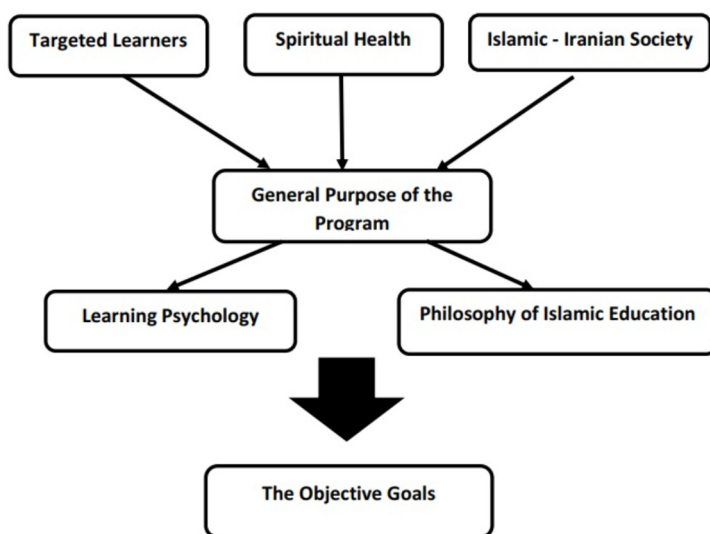 Targeted Learners
Spiritual Health
Islamic - Iranian Society
General Purpose of the
Program
Learning Psychology
Philosophy of Islamic Education
The Objective Goals